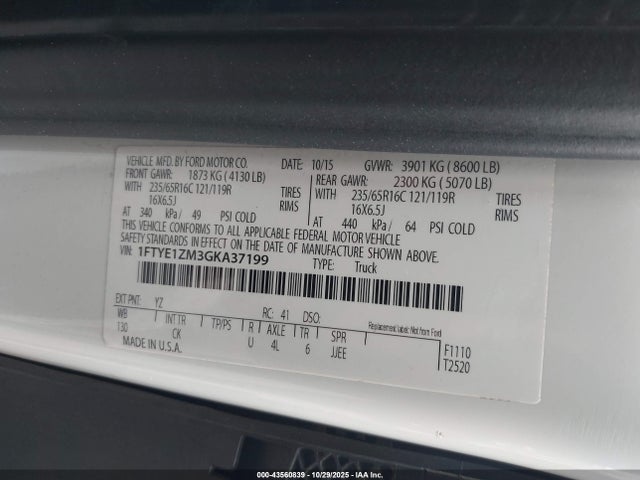 VEHICLE MFD. BY FORD MOTOR CO. DATE: 10/15 GVWR: 3901 KG ( 8600 LB)
FRONT GAWR: 1873 KG ( 4130 LB) REAR GAWR: 2300 KG ( 5070 LB)
WITH 235/65R16C 121/119R TIRES WITH 235/65R16C 121/119R TIRES
16X6.5J RIMS 16X6.5J RIMS
AT 340 kPa/ 49 PSI COLD AT 440 kPa/ 64 PSI COLD
THIS VEHICLE CONFORMS TO ALL APPLICABLE FEDERAL MOTOR VEHICLE
SAFETY STANDARDS IN EFFECT ON THE DATE OF MANUFACTURE SHOWN ABOVE.
VIN: 1FTYE1ZM3GKA37199 TYPE: Truck
EXT PNT: YZ RC: 41 DSO: Replacement label: Not from Ford
WB INT TR TP/PS R AXLE TR SPR F1110
130 CK U 4L 6 JJEE T2520
MADE IN U.S.A.
000-43560839 - 10/29/2025 - IAA, Inc.